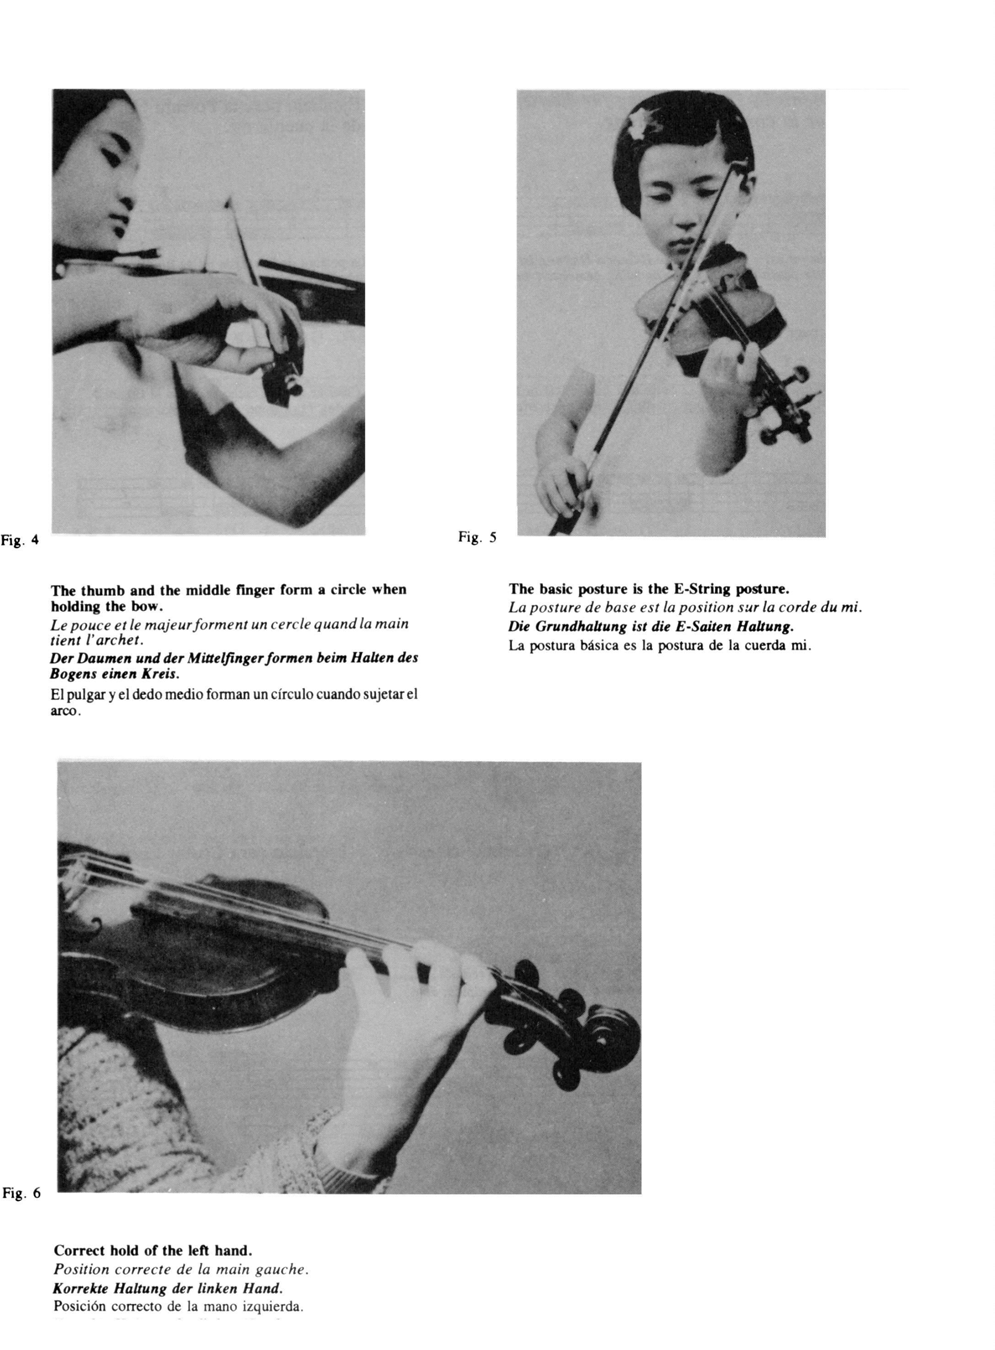 Fig. 4
The thumb and the middle finger form a circle when
holding the bow.
Le pouce et le majeur forment un cercle quand la main
tient l'archet.
Der Daumen und der Mittelfinger formen beim Halten des
Bogens einen Kreis.
El pulgar y el dedo medio forman un círculo cuando sujetar el
arco.
Fig. 5
The basic posture is the E-String posture.
La posture de base est la position sur la corde du mi.
Die Grundhaltung ist die E-Saiten Haltung.
La postura básica es la postura de la cuerda mi.
Fig. 6
Correct hold of the left hand.
Position correcte de la main gauche.
Korrekte Haltung der linken Hand.
Posición correcto de la mano izquierda.